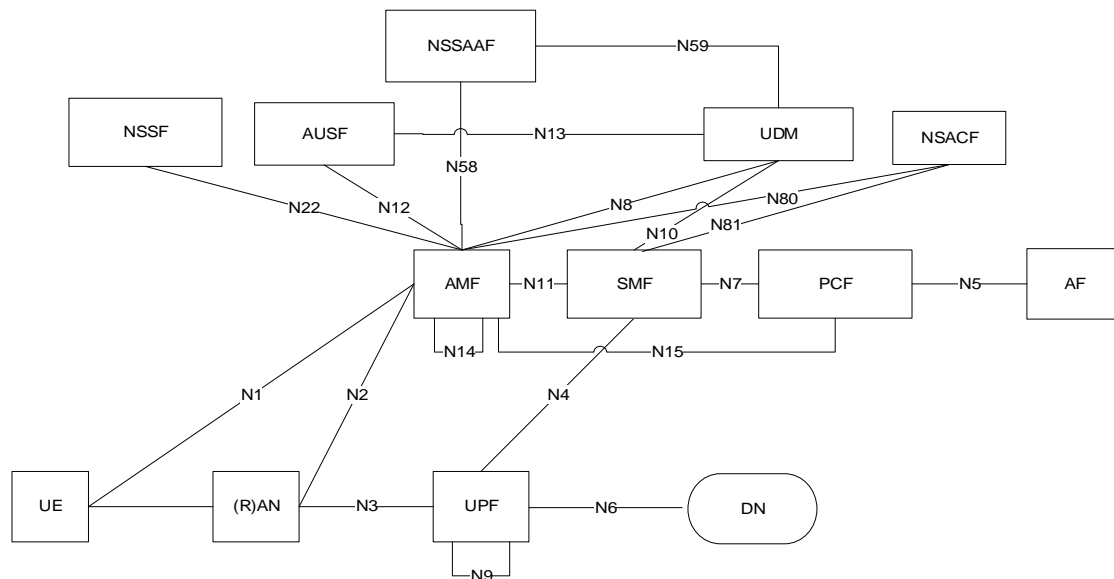 NSSAAF
N59
NSSF
AUSF
N13
UDM
NSACF
N58
N22
N12
N8
N80
N10
N81
AMF
N11
SMF
N7
PCF
N5
AF
N14
N15
N1
N2
N4
UE
(R)AN
N3
UPF
N6
DN
N9